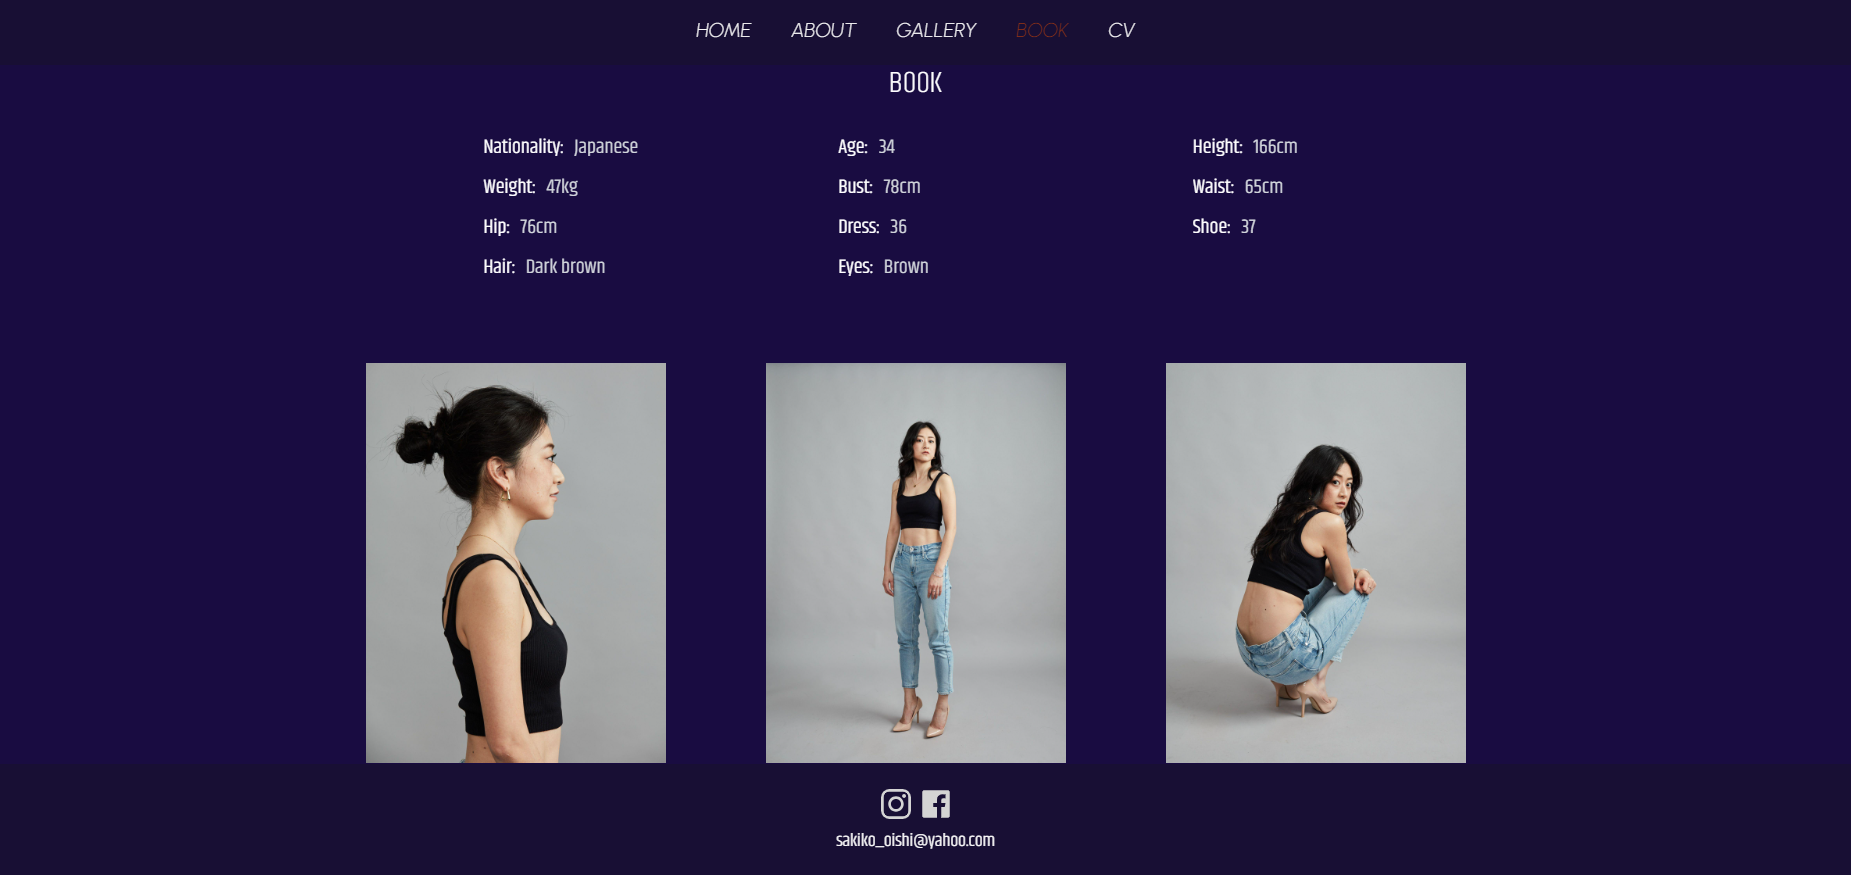 HOME ABOUT GALLERY BOOK CV
BOOK
Nationality: Japanese Age: 34 Height: 166cm
Weight: 47kg Bust: 78cm Waist: 65cm
Hip: 76cm Dress: 36 Shoe: 37
Hair: Dark brown Eyes: Brown
sakiko_oishi@yahoo.com